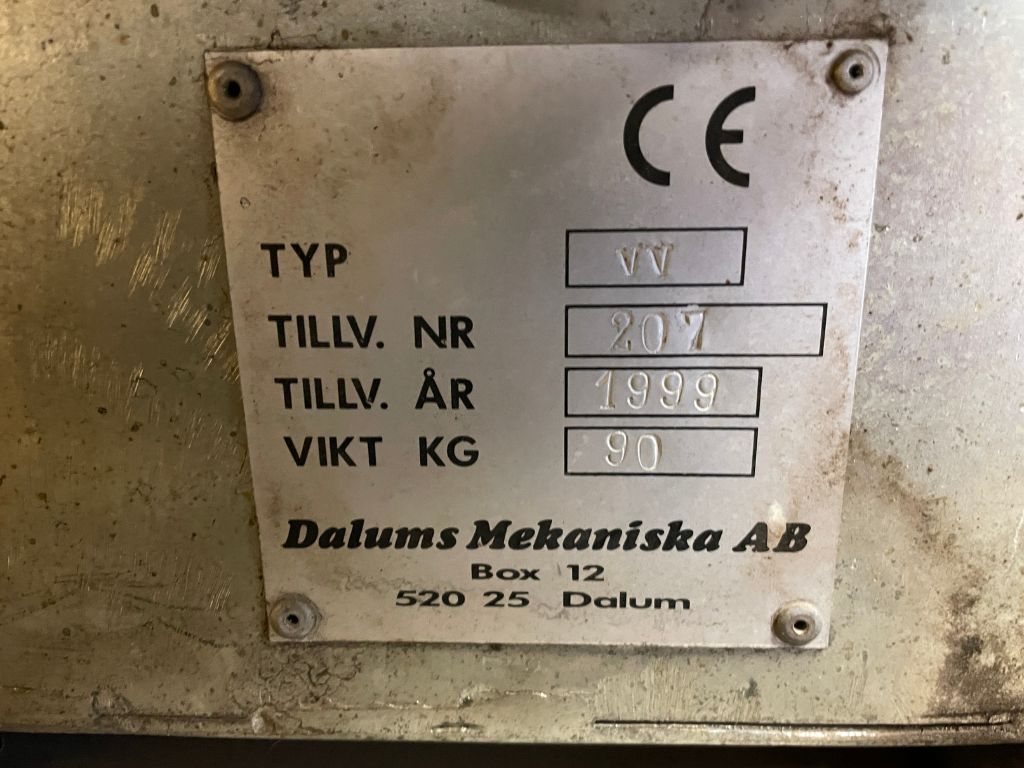 CE
TYP VV
TILLV. NR 207
TILLV. ÅR 1999
VIKT KG 90
Dalums Mekaniska AB
Box 12
520 25 Dalum